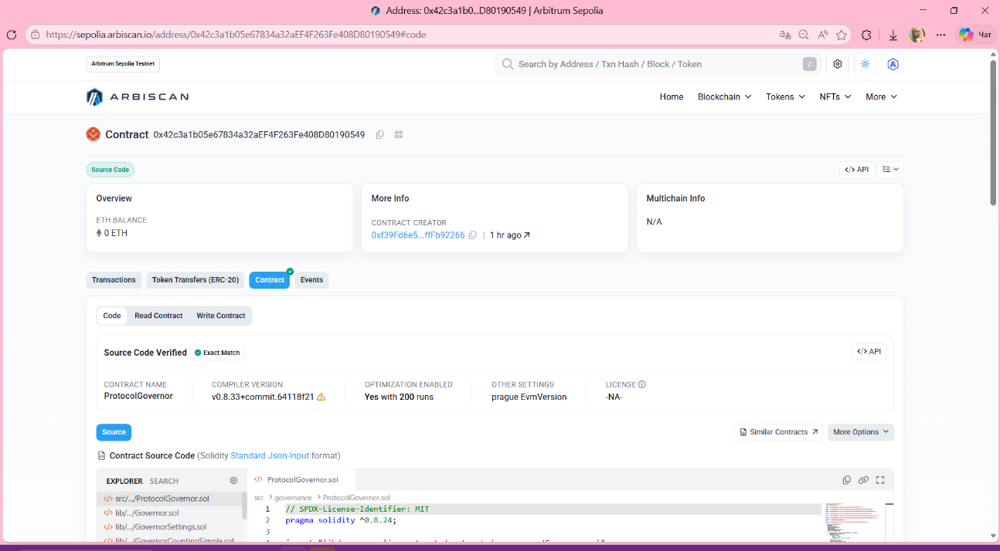 Address: 0x42c3a1b0...D80190549 | Arbitrum Sepolia
https://sepolia.arbiscan.io/address/0x42c3a1b05e67834a32aEF4F263Fe408D80190549#code
Чат
Arbitrum Sepolia Testnet
Search by Address / Txn Hash / Block / Token
/
ARBISCAN
Home Blockchain Tokens NFTs More
Contract 0x42c3a1b05e67834a32aEF4F263Fe408D80190549
Source Code
</> API
Overview
ETH BALANCE
0 ETH
More Info
CONTRACT CREATOR
0xf39Fd6e5...ffFb92266 | 1 hr ago
Multichain Info
N/A
Transactions Token Transfers (ERC-20) Contract Events
Code Read Contract Write Contract
Source Code Verified Exact Match
</> API
CONTRACT NAME
ProtocolGovernor
COMPILER VERSION
v0.8.33+commit.64118f21
OPTIMIZATION ENABLED
Yes with 200 runs
OTHER SETTINGS
prague EvmVersion
LICENSE
-NA-
Source
Similar Contracts More Options
Contract Source Code (Solidity Standard Json-Input format)
EXPLORER SEARCH
</> src/.../ProtocolGovernor.sol
</> lib/.../Governor.sol
</> lib/.../GovernorSettings.sol
</> lib/.../GovernorCountingSimple.sol
</> ProtocolGovernor.sol
src > governance > ProtocolGovernor.sol
1 // SPDX-License-Identifier: MIT
2 pragma solidity ^0.8.24;
3